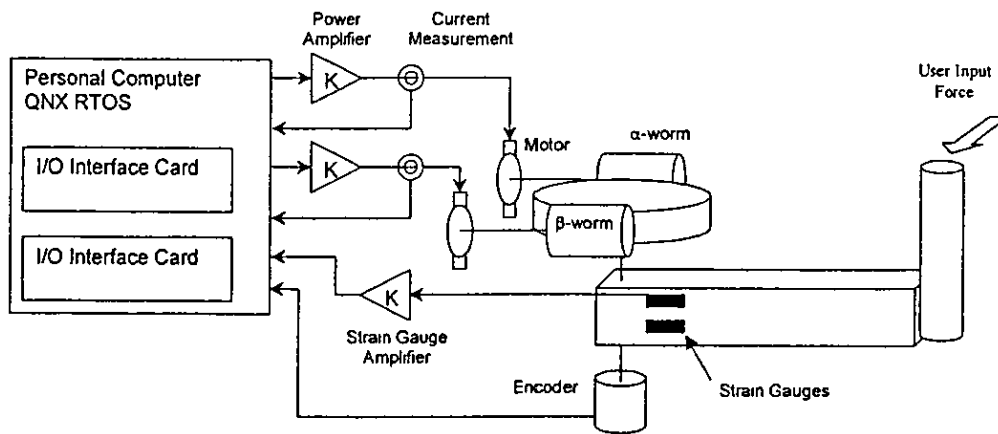 Power
Amplifier
Current
Measurement
Personal Computer
QNX RTOS
K
User Input
Force
α-worm
Motor
I/O Interface Card
K
β-worm
I/O Interface Card
K
Strain Gauge
Amplifier
Encoder
Strain Gauges